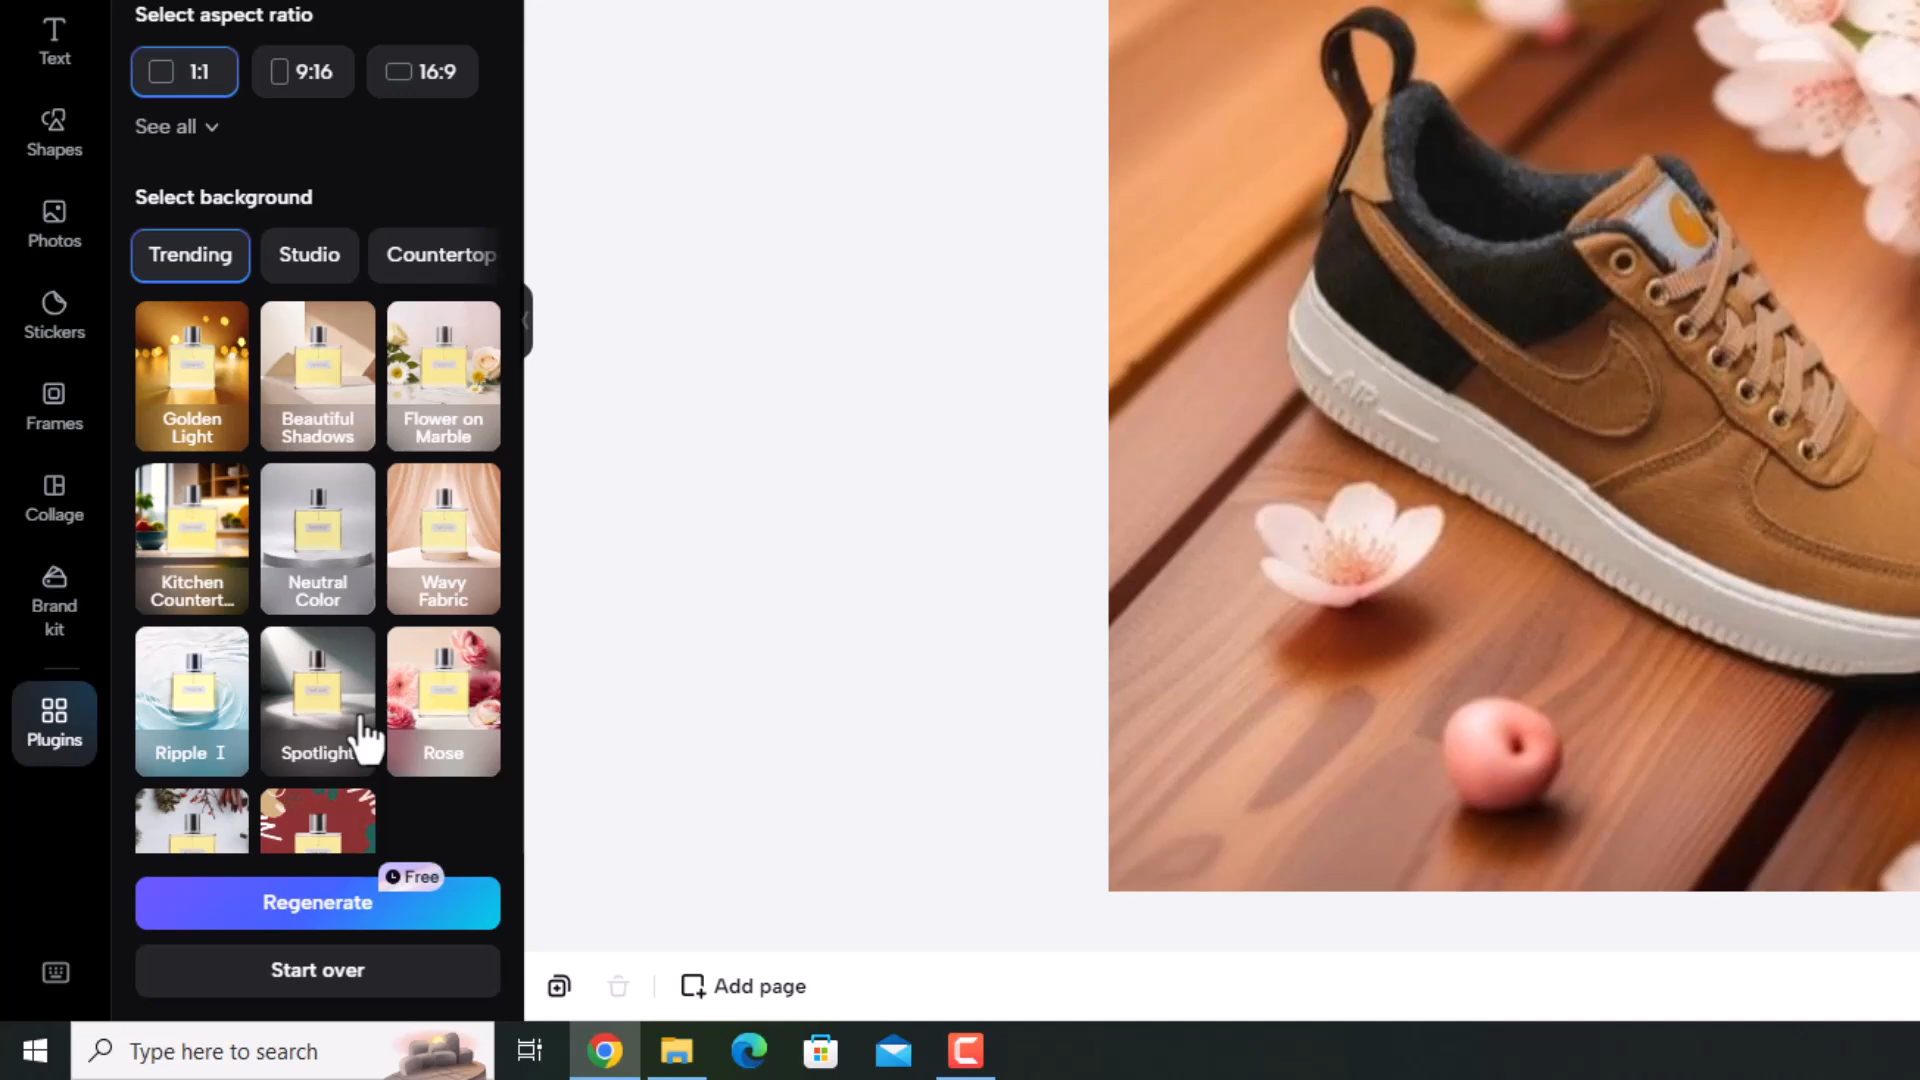 Text
Shapes
Photos
Stickers
Frames
Collage
Brand
kit
Plugins
Select aspect ratio
1:1
9:16
16:9
See all
Select background
Trending
Studio
Countertop
Golden
Light
Beautiful
Shadows
Flower on
Marble
Kitchen
Countert...
Neutral
Color
Wavy
Fabric
Ripple
Spotlight
Rose
Free
Regenerate
Start over
AIR
Add page
Type here to search